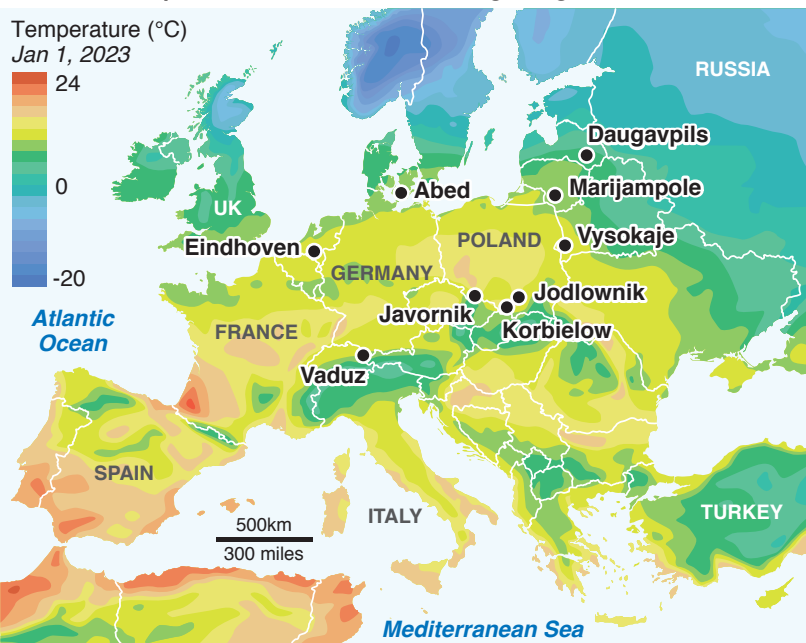 Temperature (°C)
Jan 1, 2023
24
0
-20
RUSSIA
Daugavpils
Abed
Marijampole
UK
Eindhoven
POLAND
Vysokaje
GERMANY
Javornik
Jodlownik
Korbielow
Atlantic
Ocean
FRANCE
Vaduz
SPAIN
ITALY
500km
300 miles
TURKEY
Mediterranean Sea